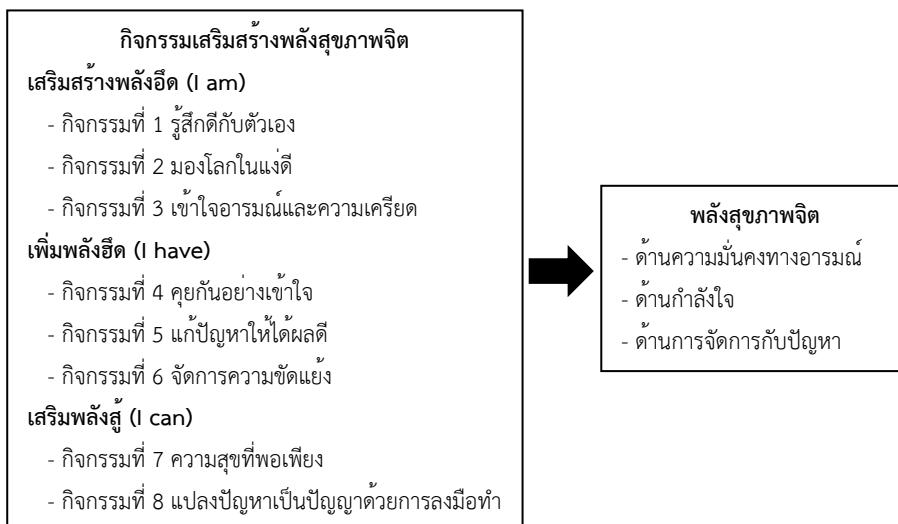 กิจกรรมเสริมสร้างพลังสุขภาพจิต
เสริมสร้างพลังอึด (I am)
- กิจกรรมที่ 1 รู้สึกดีกับตัวเอง
- กิจกรรมที่ 2 มองโลกในแง่ดี
- กิจกรรมที่ 3 เข้าใจอารมณ์และความเครียด
เพิ่มพลังฮึด (I have)
- กิจกรรมที่ 4 คุยกันอย่างเข้าใจ
- กิจกรรมที่ 5 แก้ปัญหาให้ได้ผลดี
- กิจกรรมที่ 6 จัดการความขัดแย้ง
เสริมพลังสู้ (I can)
- กิจกรรมที่ 7 ความสุขที่พอเพียง
- กิจกรรมที่ 8 แปลงปัญหาเป็นปัญญาด้วยการลงมือทำ
พลังสุขภาพจิต
- ด้านความมั่นคงทางอารมณ์
- ด้านกำลังใจ
- ด้านการจัดการกับปัญหา